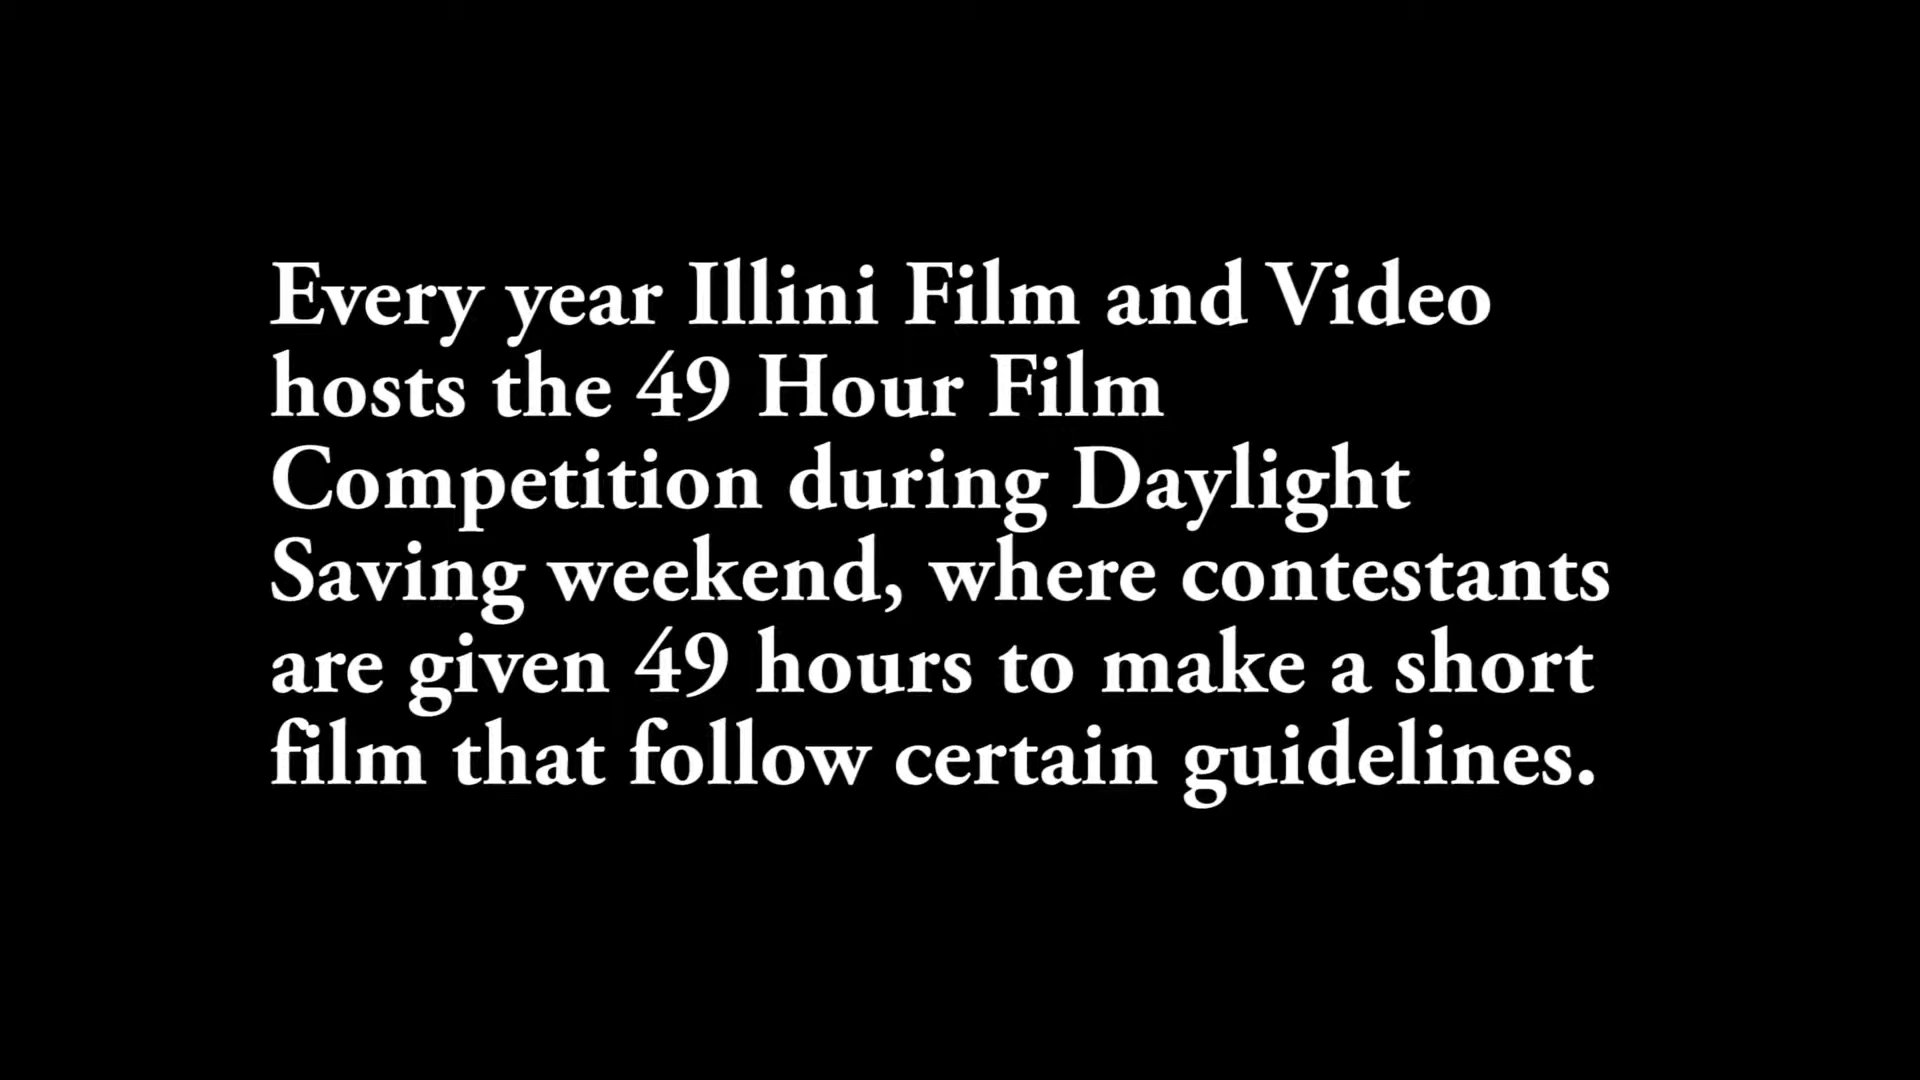 Every year Illini Film and Video
hosts the 49 Hour Film
Competition during Daylight
Saving weekend, where contestants
are given 49 hours to make a short
film that follow certain guidelines.